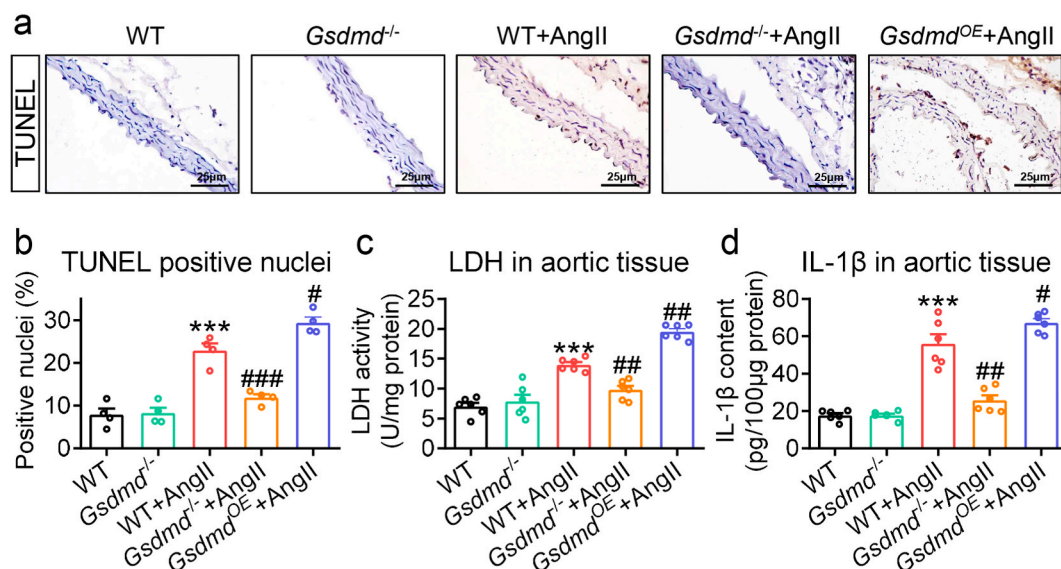 a
WT
Gsdmd-/-
WT+AngII
Gsdmd-/-+AngII
GsdmdOE+AngII
TUNEL
25μm
25μm
25μm
25μm
25μm
b
TUNEL positive nuclei
Positive nuclei (%)
30
20
10
0
***
###
#
WT
Gsdmd-/-
WT+AngII
Gsdmd-/-+AngII
GsdmdOE+AngII
c
LDH in aortic tissue
LDH activity
(U/mg protein)
25
20
15
10
5
0
***
##
##
WT
Gsdmd-/-
WT+AngII
Gsdmd-/-+AngII
GsdmdOE+AngII
d
IL-1β in aortic tissue
IL-1β content
(pg/100μg protein)
80
60
40
20
0
***
##
#
WT
Gsdmd-/-
WT+AngII
Gsdmd-/-+AngII
GsdmdOE+AngII